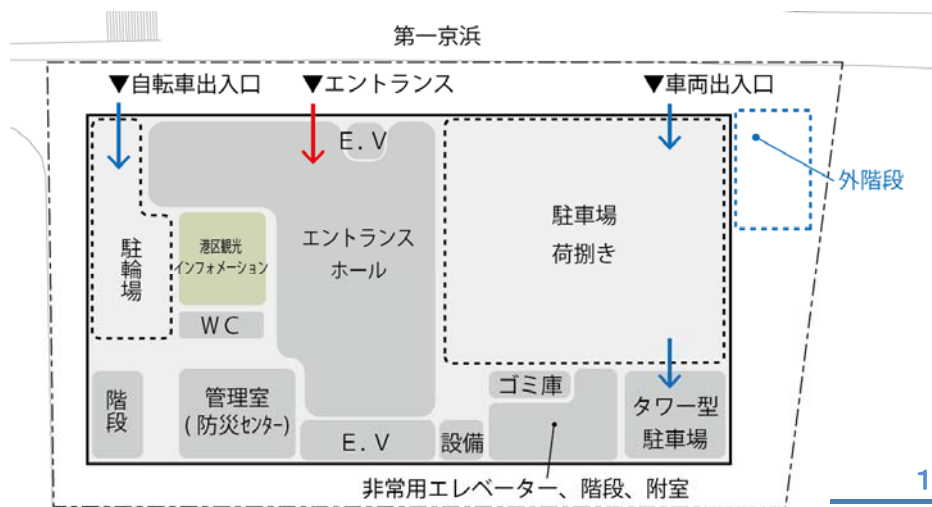 第一京浜
▼自転車出入口
▼エントランス
▼車両出入口
E.V
外階段
駐車場
荷捌き
エントランス
ホール
港区観光
インフォメーション
駐輪場
WC
階段
管理室
(防災センター)
E.V
設備
ゴミ庫
タワー型
駐車場
非常用エレベーター、階段、附室
1